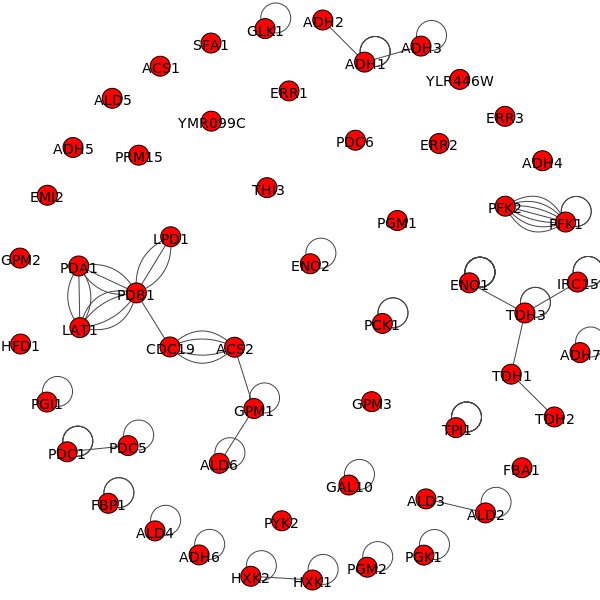 GLK1
ADH2
SFA1
ADH3
ADH1
ACS1
YLR446W
ERR1
ALD5
ERR3
YMR099C
PDC6
ERR2
ADH5
PRM15
ADH4
THI3
EMI2
PFK2
PFK1
PGM1
LPD1
GPM2
PDA1
ENO2
PDB1
ENO1
IRC15
TDH3
LAT1
PCK1
HFD1
CDC19
ACS2
ADH7
TDH1
PGI1
GPM3
GPM1
TDH2
TPI1
PDC1
PDC5
ALD6
FBA1
GAL10
FBP1
ALD3
ALD2
PYK2
ALD4
ADH6
PGK1
PGM2
HXK2
HXK1